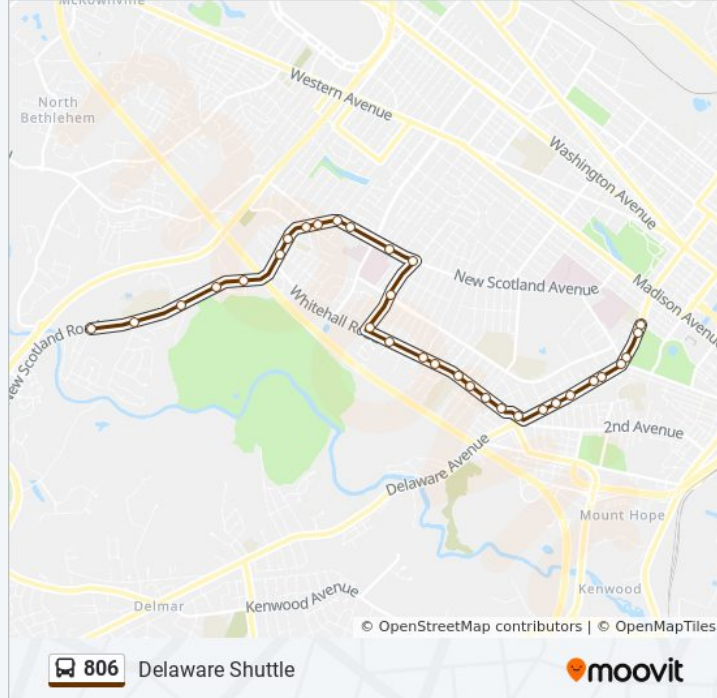 McKownville
Western Avenue
North
Bethlehem
Washington Avenue
New Scotland Avenue
Madison Avenue
Whitehall R
New Scotland Ro
2nd Avenue
Delaware Avenue
Mount Hope
Kenwood
Delmar
Kenwood Avenue
© OpenStreetMap contributors | © OpenMapTiles
806
Delaware Shuttle
moovit